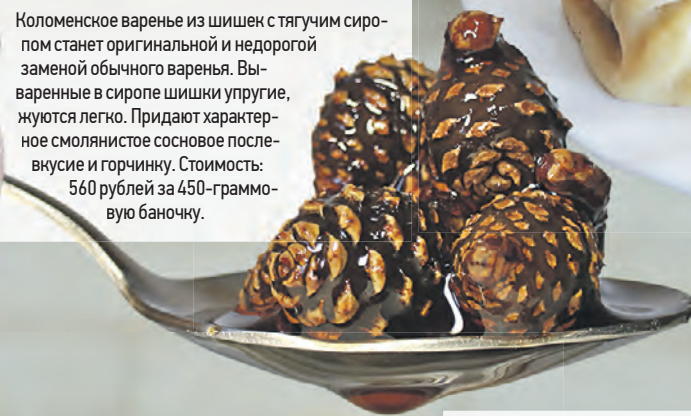 Коломенское варенье из шишек с тягучим сиро-
пом станет оригинальной и недорогой
заменой обычного варенья. Вы-
варенные в сиропе шишки упругие,
жуются легко. Придают характер-
ное смолянистое сосновое после-
вкусие и горчинку. Стоимость:
560 рублей за 450-граммо-
вую баночку.